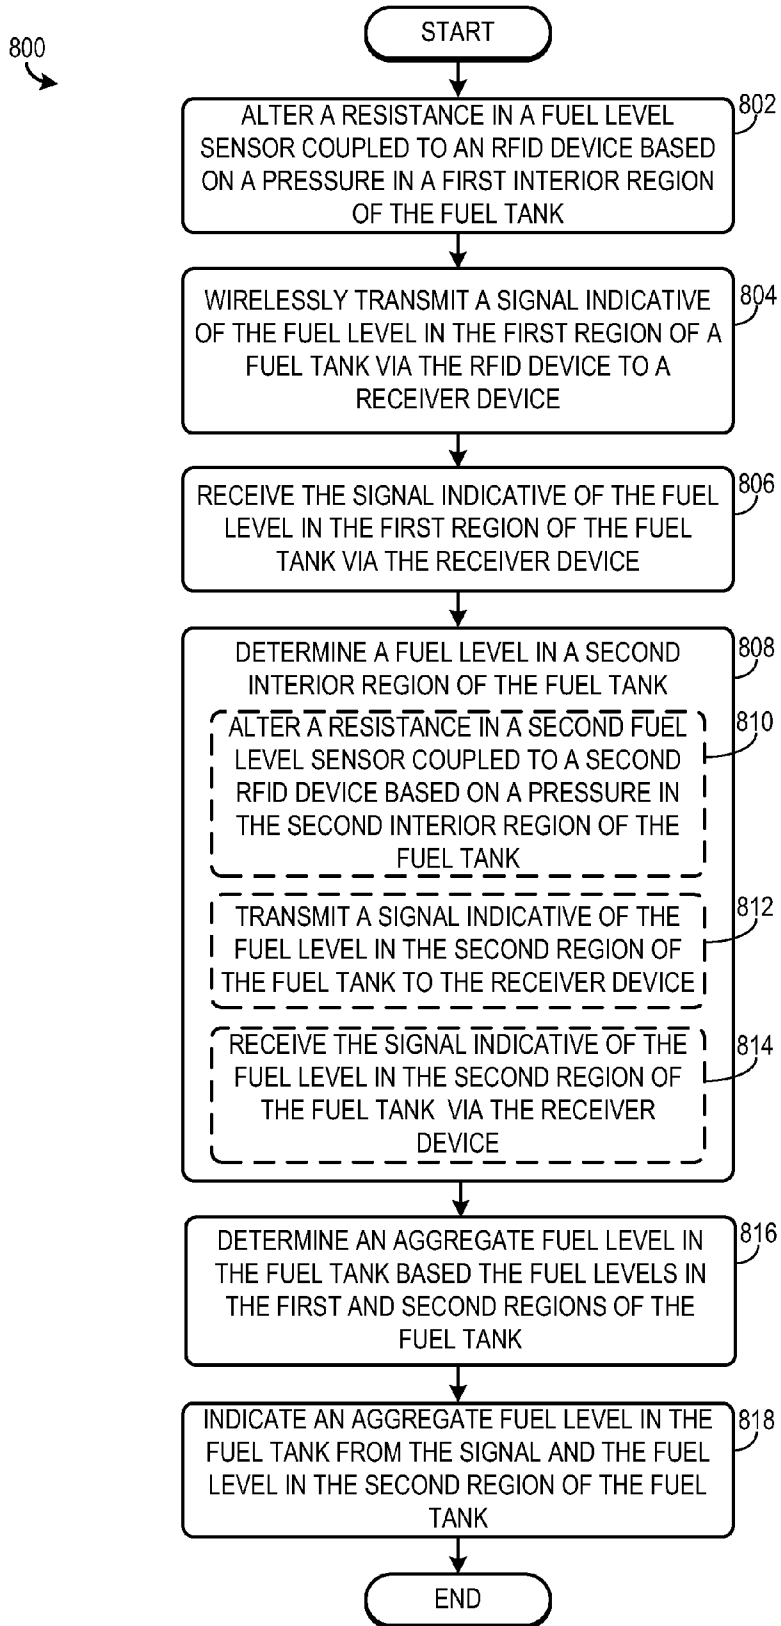 START
800
802
ALTER A RESISTANCE IN A FUEL LEVEL
SENSOR COUPLED TO AN RFID DEVICE BASED
ON A PRESSURE IN A FIRST INTERIOR REGION
OF THE FUEL TANK
804
WIRELESSLY TRANSMIT A SIGNAL INDICATIVE
OF THE FUEL LEVEL IN THE FIRST REGION OF A
FUEL TANK VIA THE RFID DEVICE TO A
RECEIVER DEVICE
806
RECEIVE THE SIGNAL INDICATIVE OF THE FUEL
LEVEL IN THE FIRST REGION OF THE FUEL
TANK VIA THE RECEIVER DEVICE
808
DETERMINE A FUEL LEVEL IN A SECOND
INTERIOR REGION OF THE FUEL TANK
810
ALTER A RESISTANCE IN A SECOND FUEL
LEVEL SENSOR COUPLED TO A SECOND
RFID DEVICE BASED ON A PRESSURE IN
THE SECOND INTERIOR REGION OF THE
FUEL TANK
812
TRANSMIT A SIGNAL INDICATIVE OF THE
FUEL LEVEL IN THE SECOND REGION OF
THE FUEL TANK TO THE RECEIVER DEVICE
814
RECEIVE THE SIGNAL INDICATIVE OF THE
FUEL LEVEL IN THE SECOND REGION OF
THE FUEL TANK VIA THE RECEIVER
DEVICE
816
DETERMINE AN AGGREGATE FUEL LEVEL IN
THE FUEL TANK BASED THE FUEL LEVELS IN
THE FIRST AND SECOND REGIONS OF THE
FUEL TANK
818
INDICATE AN AGGREGATE FUEL LEVEL IN THE
FUEL TANK FROM THE SIGNAL AND THE FUEL
LEVEL IN THE SECOND REGION OF THE FUEL
TANK
END